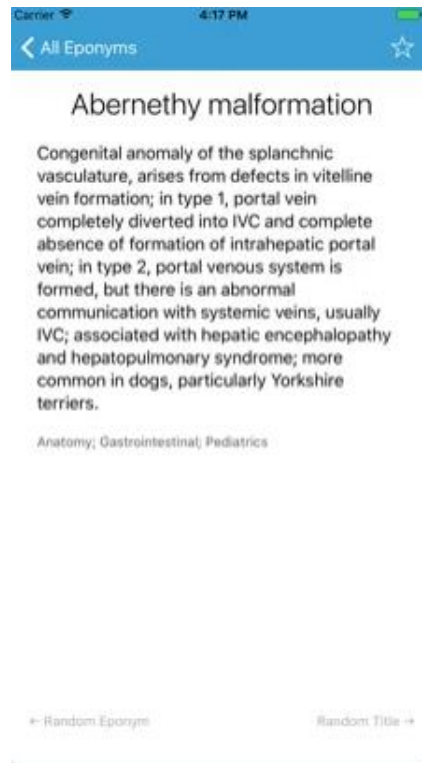 Carrier 4:17 PM
All Eponyms
Abernethy malformation
Congenital anomaly of the splanchnic
vasculature, arises from defects in vitelline
vein formation; in type 1, portal vein
completely diverted into IVC and complete
absence of formation of intrahepatic portal
vein; in type 2, portal venous system is
formed, but there is an abnormal
communication with systemic veins, usually
IVC; associated with hepatic encephalopathy
and hepatopulmonary syndrome; more
common in dogs, particularly Yorkshire
terriers.
Anatomy; Gastrointestinal; Pediatrics
← Random Eponym Random Title →